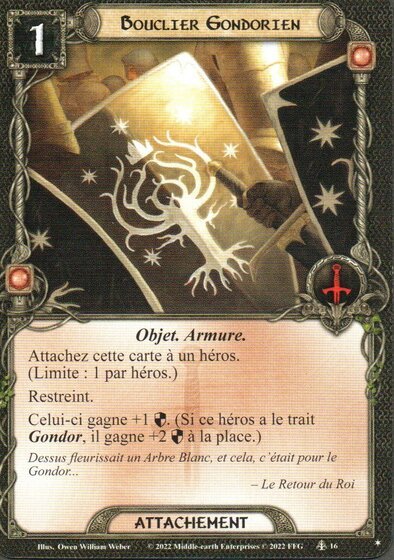 1
Bouclier Gondorien
Objet. Armure.
Attachez cette carte à un héros.
(Limite : 1 par héros.)
Restreint.
Celui-ci gagne +1 . (Si ce héros a le trait
Gondor, il gagne +2 à la place.)
Dessus fleurissait un Arbre Blanc, et cela, c'était pour le
Gondor...
– Le Retour du Roi
ATTACHEMENT
Illus. Owen William Weber © 2022 Middle-earth Enterprises © 2022 FFG 16